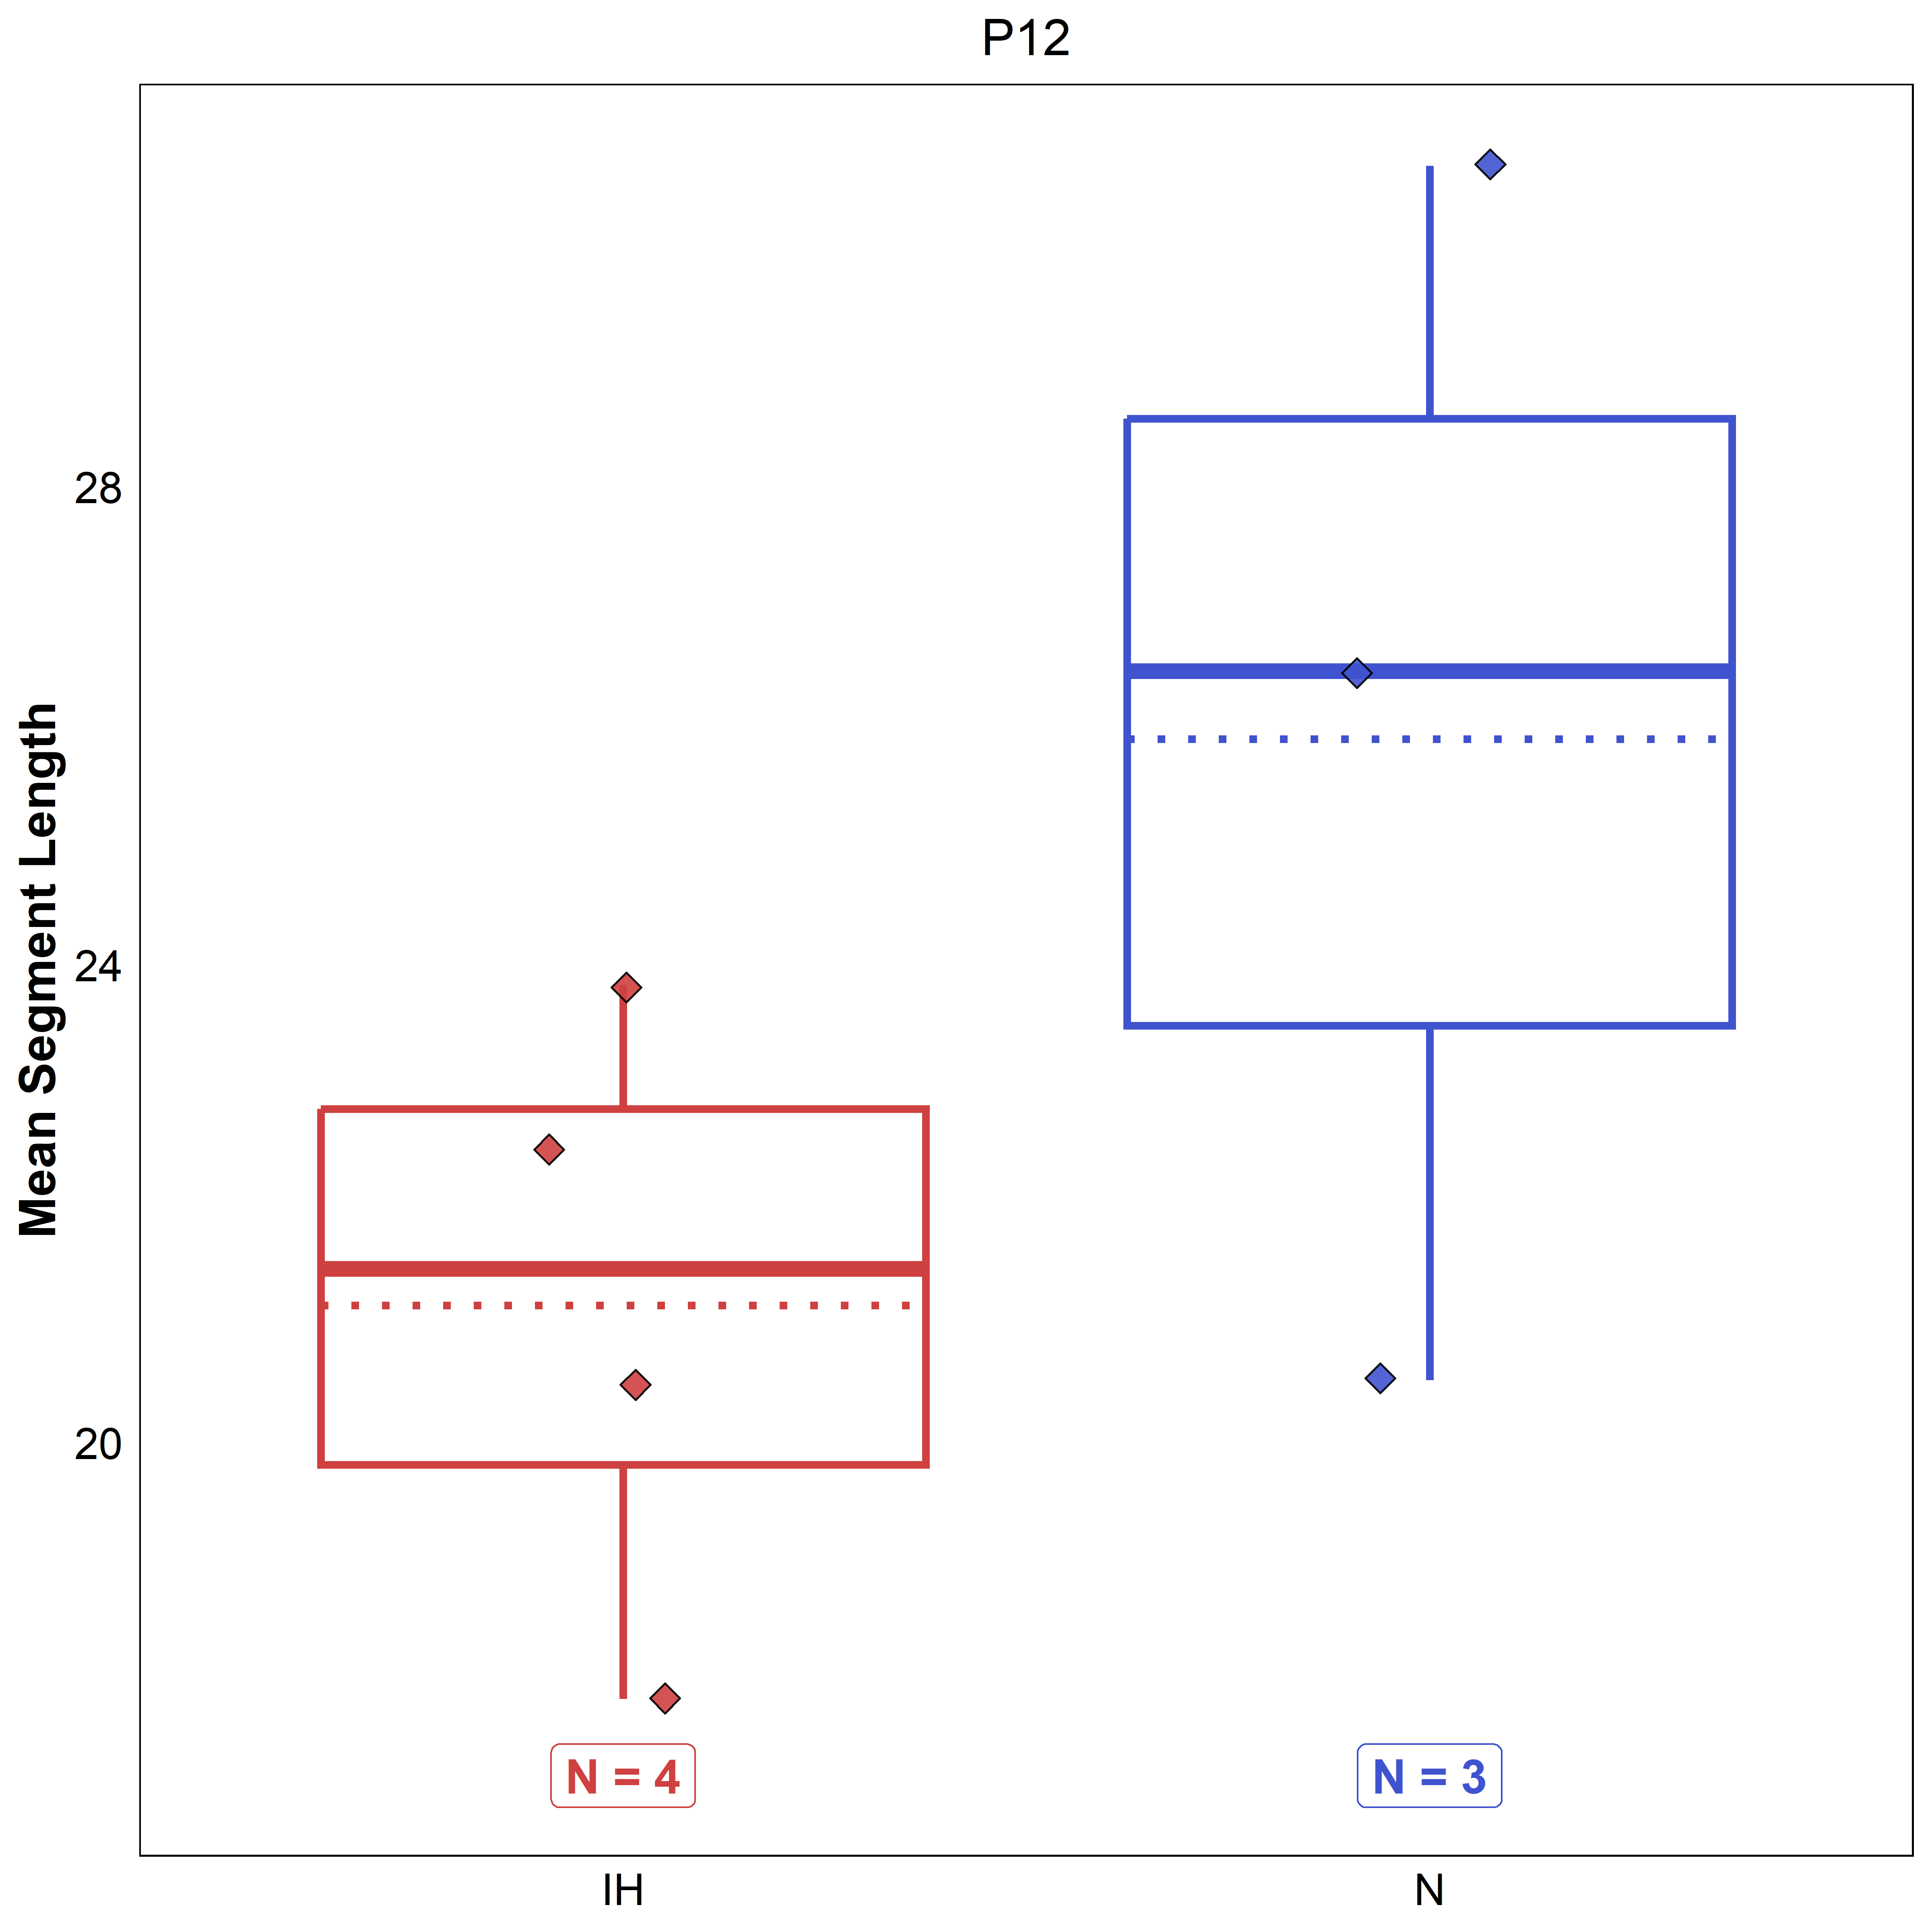 P12
Mean Segment Length
28
24
20
N = 4
N = 3
IH
N